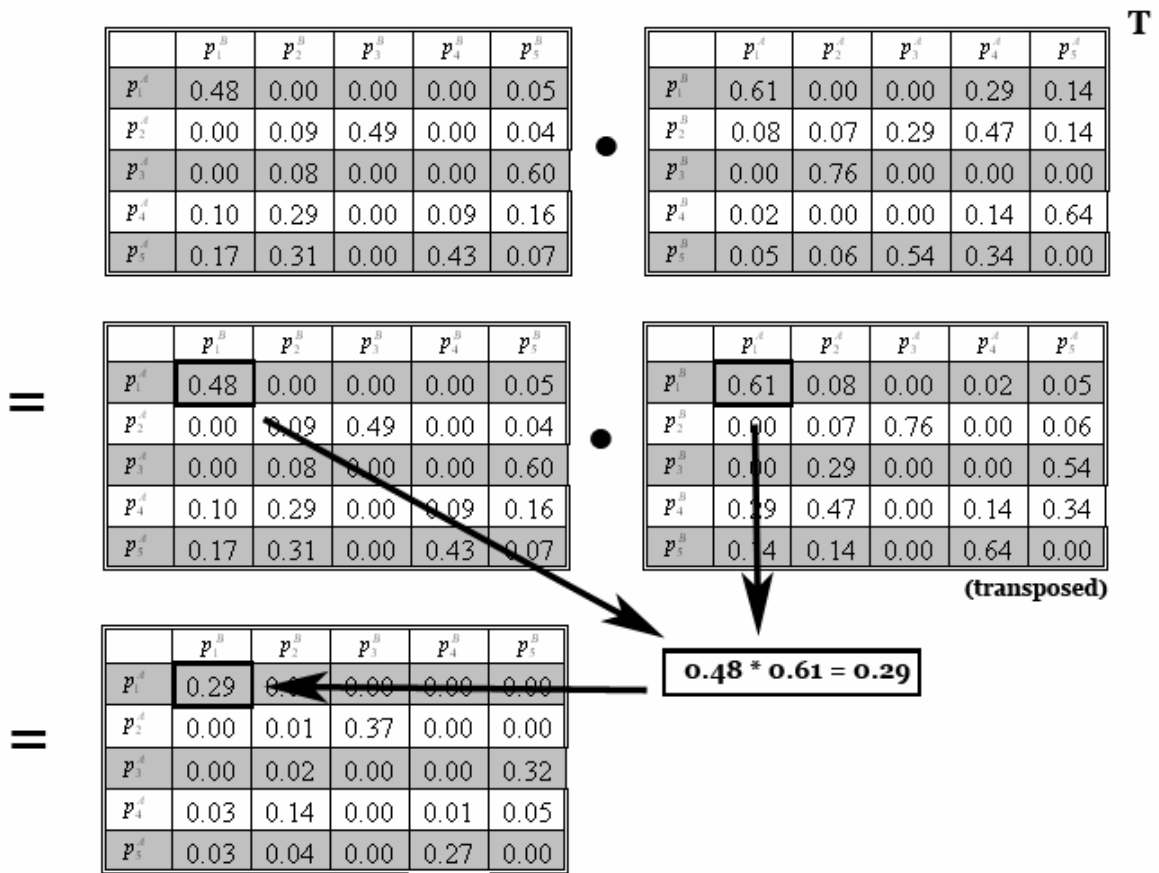 T
p₁ᴮ p₂ᴮ p₃ᴮ p₄ᴮ p₅ᴮ
p₁ᴬ 0.48 0.00 0.00 0.00 0.05
p₂ᴬ 0.00 0.09 0.49 0.00 0.04
p₃ᴬ 0.00 0.08 0.00 0.00 0.60
p₄ᴬ 0.10 0.29 0.00 0.09 0.16
p₅ᴬ 0.17 0.31 0.00 0.43 0.07
•
p₁ᴬ p₂ᴬ p₃ᴬ p₄ᴬ p₅ᴬ
p₁ᴮ 0.61 0.00 0.00 0.29 0.14
p₂ᴮ 0.08 0.07 0.29 0.47 0.14
p₃ᴮ 0.00 0.76 0.00 0.00 0.00
p₄ᴮ 0.02 0.00 0.00 0.14 0.64
p₅ᴮ 0.05 0.06 0.54 0.34 0.00
=
p₁ᴮ p₂ᴮ p₃ᴮ p₄ᴮ p₅ᴮ
p₁ᴬ 0.48 0.00 0.00 0.00 0.05
p₂ᴬ 0.00 0.09 0.49 0.00 0.04
p₃ᴬ 0.00 0.08 0.00 0.00 0.60
p₄ᴬ 0.10 0.29 0.00 0.09 0.16
p₅ᴬ 0.17 0.31 0.00 0.43 0.07
•
p₁ᴬ p₂ᴬ p₃ᴬ p₄ᴬ p₅ᴬ
p₁ᴮ 0.61 0.08 0.00 0.02 0.05
p₂ᴮ 0.00 0.07 0.76 0.00 0.06
p₃ᴮ 0.00 0.29 0.00 0.00 0.54
p₄ᴮ 0.29 0.47 0.00 0.14 0.34
p₅ᴮ 0.14 0.14 0.00 0.64 0.00
(transposed)
0.48 * 0.61 = 0.29
=
p₁ᴮ p₂ᴮ p₃ᴮ p₄ᴮ p₅ᴮ
p₁ᴬ 0.29 0.00 0.00 0.00
p₂ᴬ 0.00 0.01 0.37 0.00 0.00
p₃ᴬ 0.00 0.02 0.00 0.00 0.32
p₄ᴬ 0.03 0.14 0.00 0.01 0.05
p₅ᴬ 0.03 0.04 0.00 0.27 0.00